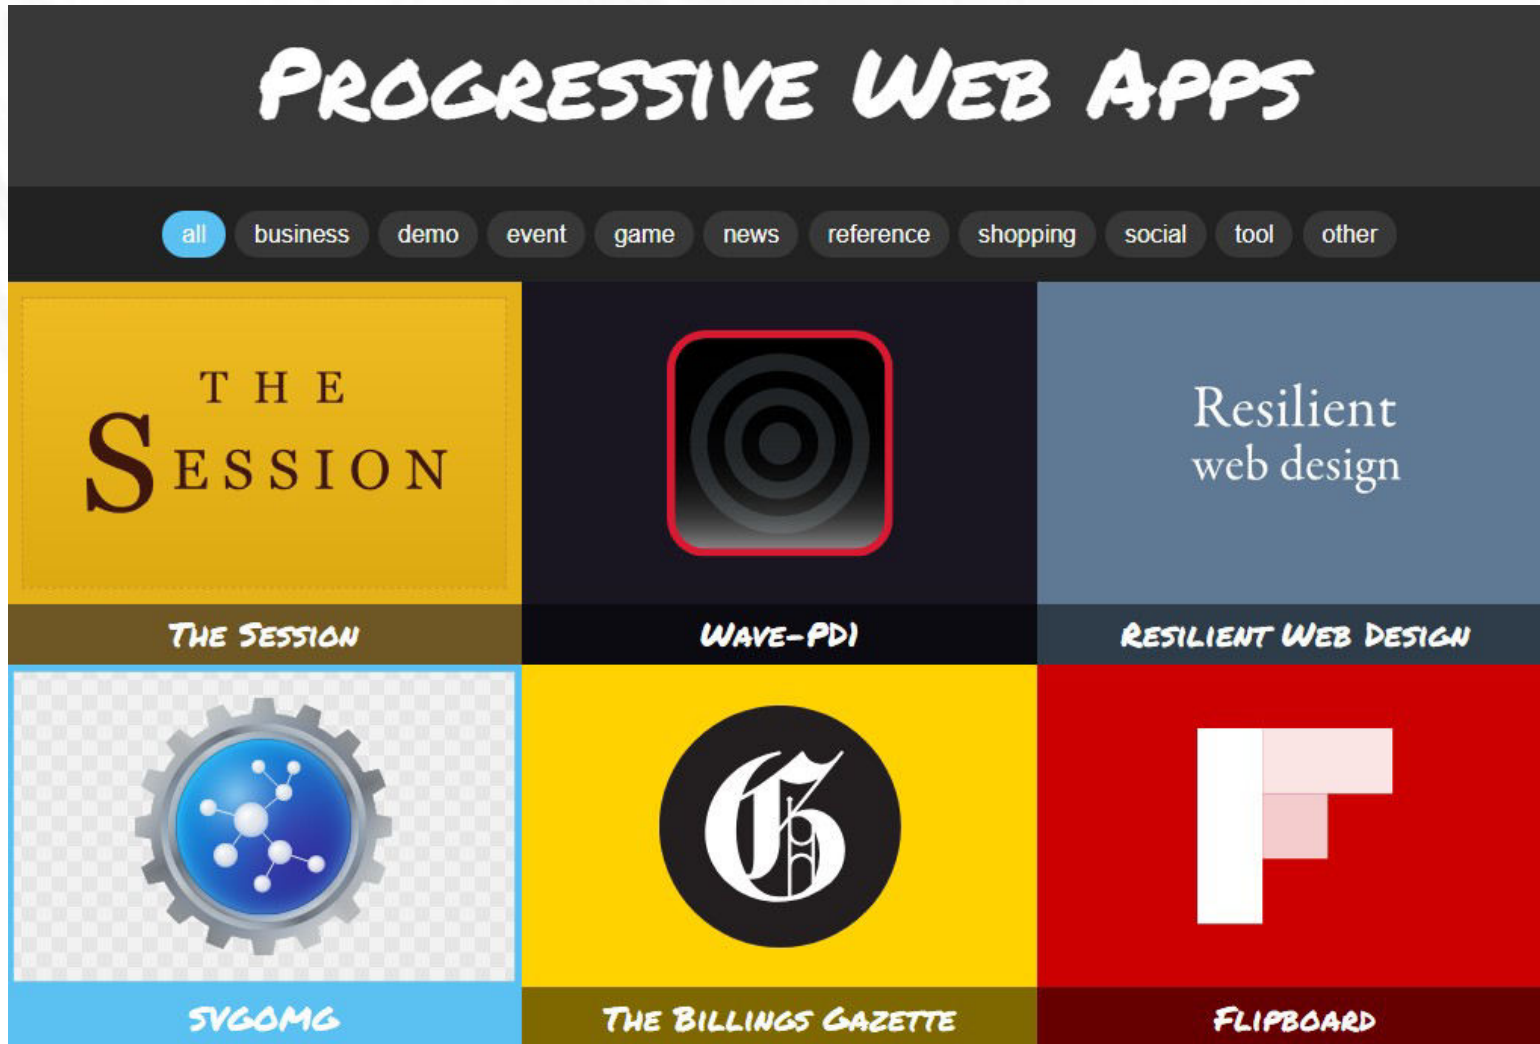 PROGRESSIVE WEB APPS
all business demo event game news reference shopping social tool other
THE
SESSION
Resilient
web design
THE SESSION
WAVE-PD1
RESILIENT WEB DESIGN
G
F
SVGOMG
THE BILLINGS GAZETTE
FLIPBOARD